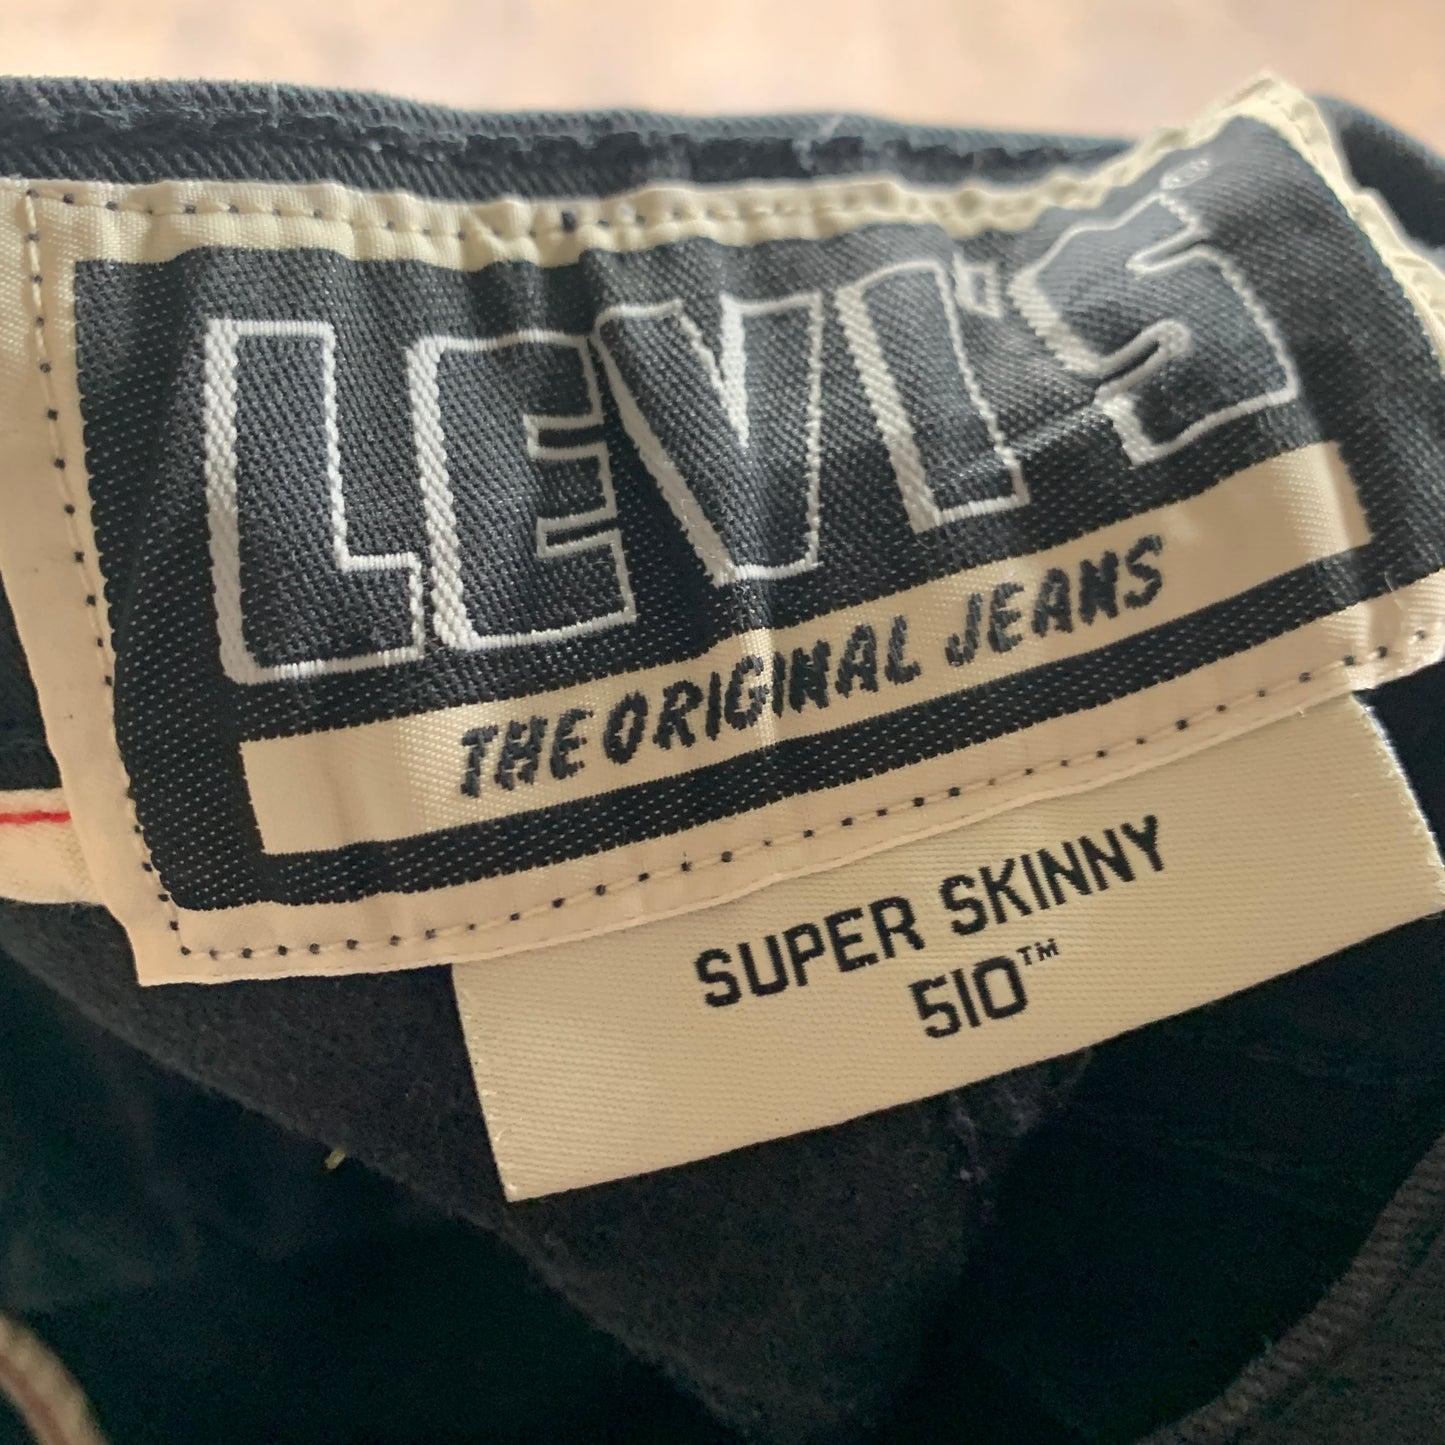 LEVI'S®
THE ORIGINAL JEANS
SUPER SKINNY
510™